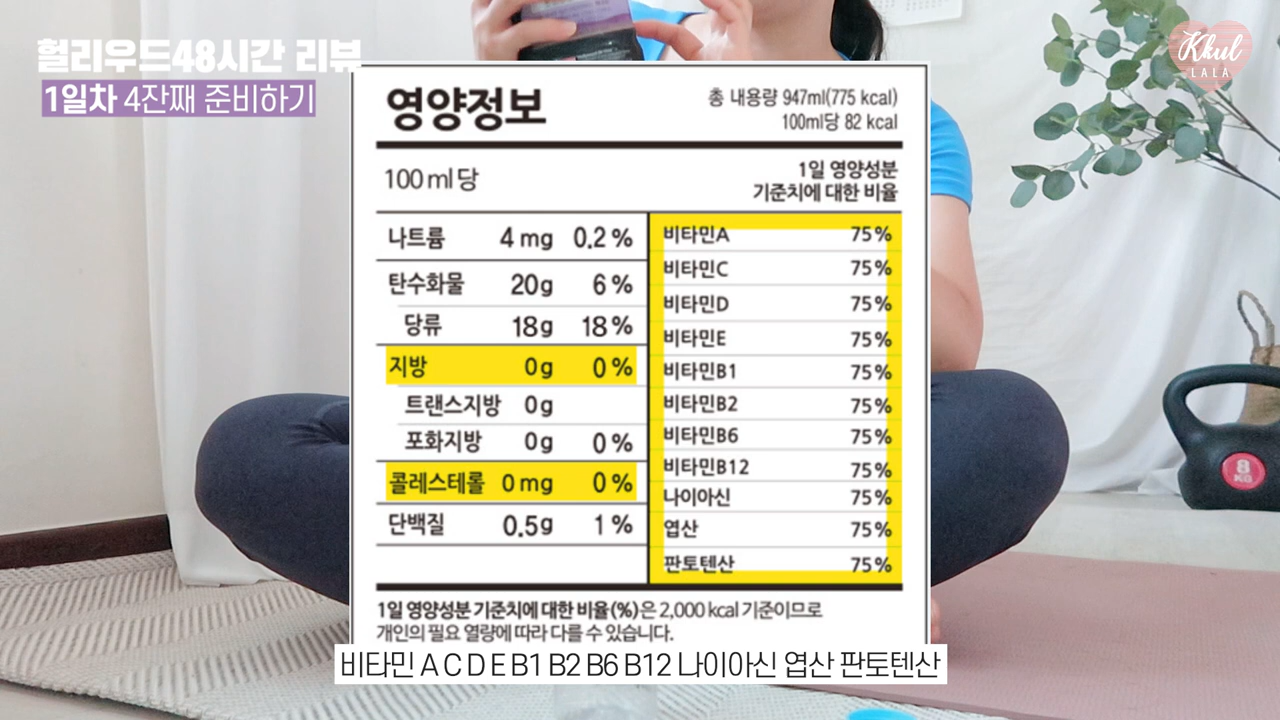 헐리우드48시간 리뷰
1일차 4잔째 준비하기
Khul
LALA
영양정보
총 내용량 947ml(775 kcal)
100ml당 82 kcal
100ml당
1일 영양성분
기준치에 대한 비율
나트륨 4mg 0.2%
탄수화물 20g 6%
당류 18g 18%
지방 0g 0%
트랜스지방 0g
포화지방 0g 0%
콜레스테롤 0mg 0%
단백질 0.5g 1%
비타민A 75%
비타민C 75%
비타민D 75%
비타민E 75%
비타민B1 75%
비타민B2 75%
비타민B6 75%
비타민B12 75%
나이아신 75%
엽산 75%
판토텐산 75%
1일 영양성분 기준치에 대한 비율(%)은 2,000 kcal 기준이므로
개인의 필요 열량에 따라 다를 수 있습니다.
비타민 A C D E B1 B2 B6 B12 나이아신 엽산 판토텐산
8
KG